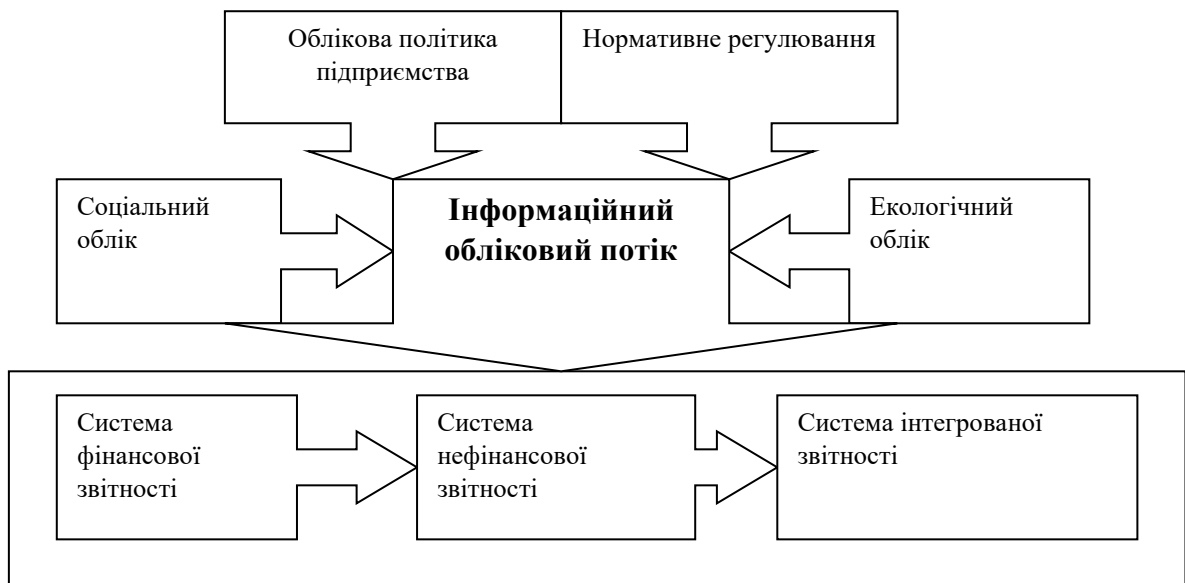 Облікова політика
підприємства
Нормативне регулювання
Соціальний
облік
Інформаційний
обліковий потік
Екологічний
облік
Система
фінансової
звітності
Система
нефінансової
звітності
Система інтегрованої
звітності